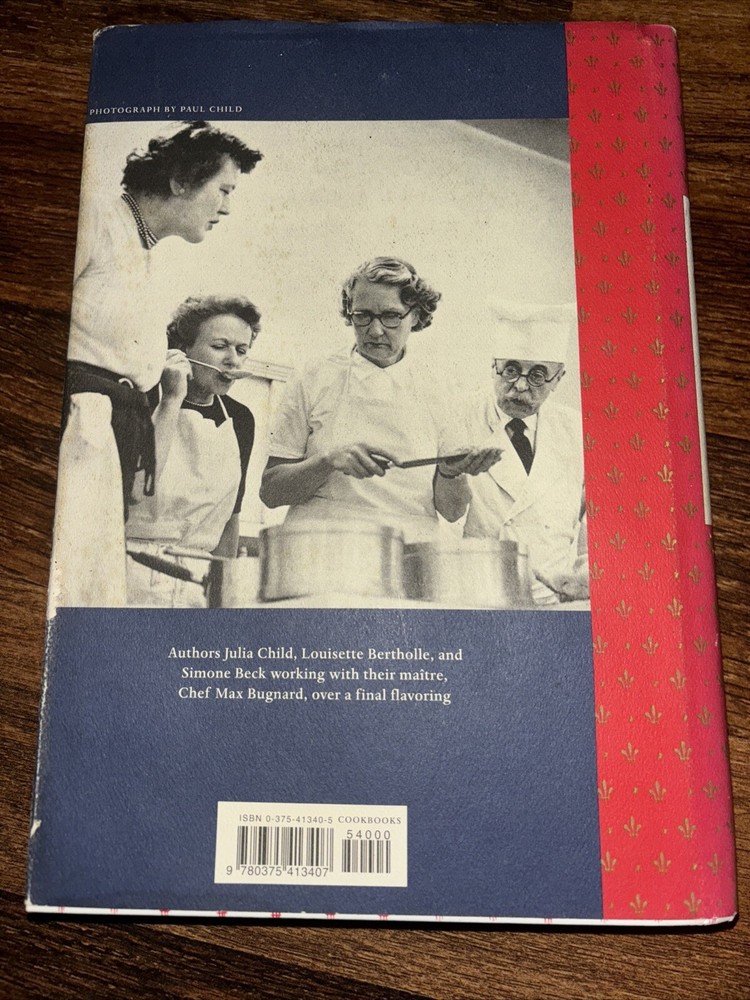 PHOTOGRAPH BY PAUL CHILD
Authors Julia Child, Louisette Bertholle, and
Simone Beck working with their maître,
Chef Max Bugnard, over a final flavoring
ISBN 0-375-41340-5 COOKBOOKS
54000
9 780375 413407